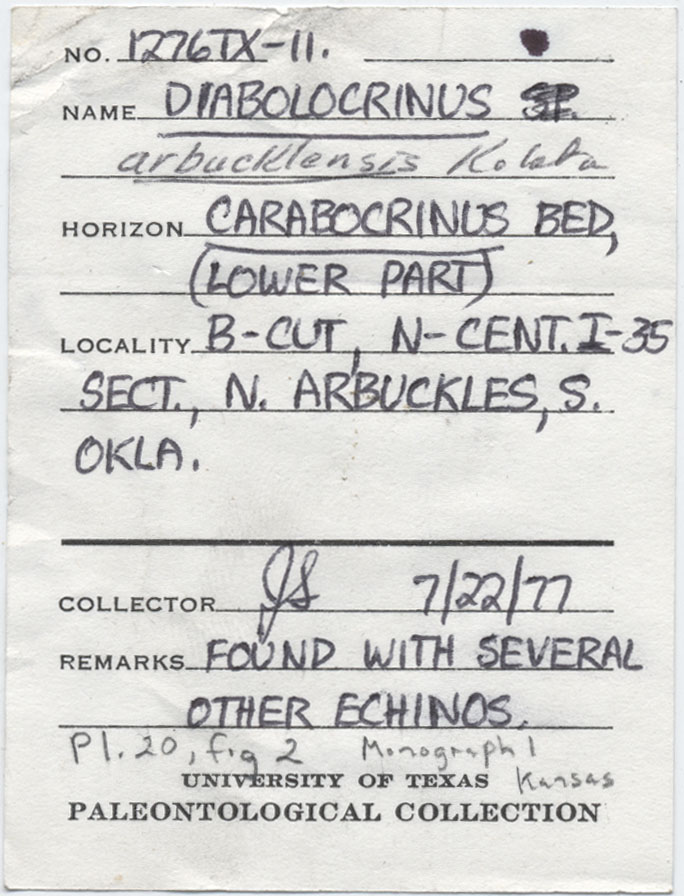 NO. 1276TX-11.
NAME DIABOLOCRINUS
arbucklensis Kolata
HORIZON CARABOCRINUS BED,
(LOWER PART)
LOCALITY B-CUT, N-CENT. I-35
SECT., N. ARBUCKLES, S.
OKLA.
COLLECTOR JS 7/22/77
REMARKS FOUND WITH SEVERAL
OTHER ECHINOS.
Pl. 20, fig 2 Monograph 1
UNIVERSITY OF TEXAS Kansas
PALEONTOLOGICAL COLLECTION